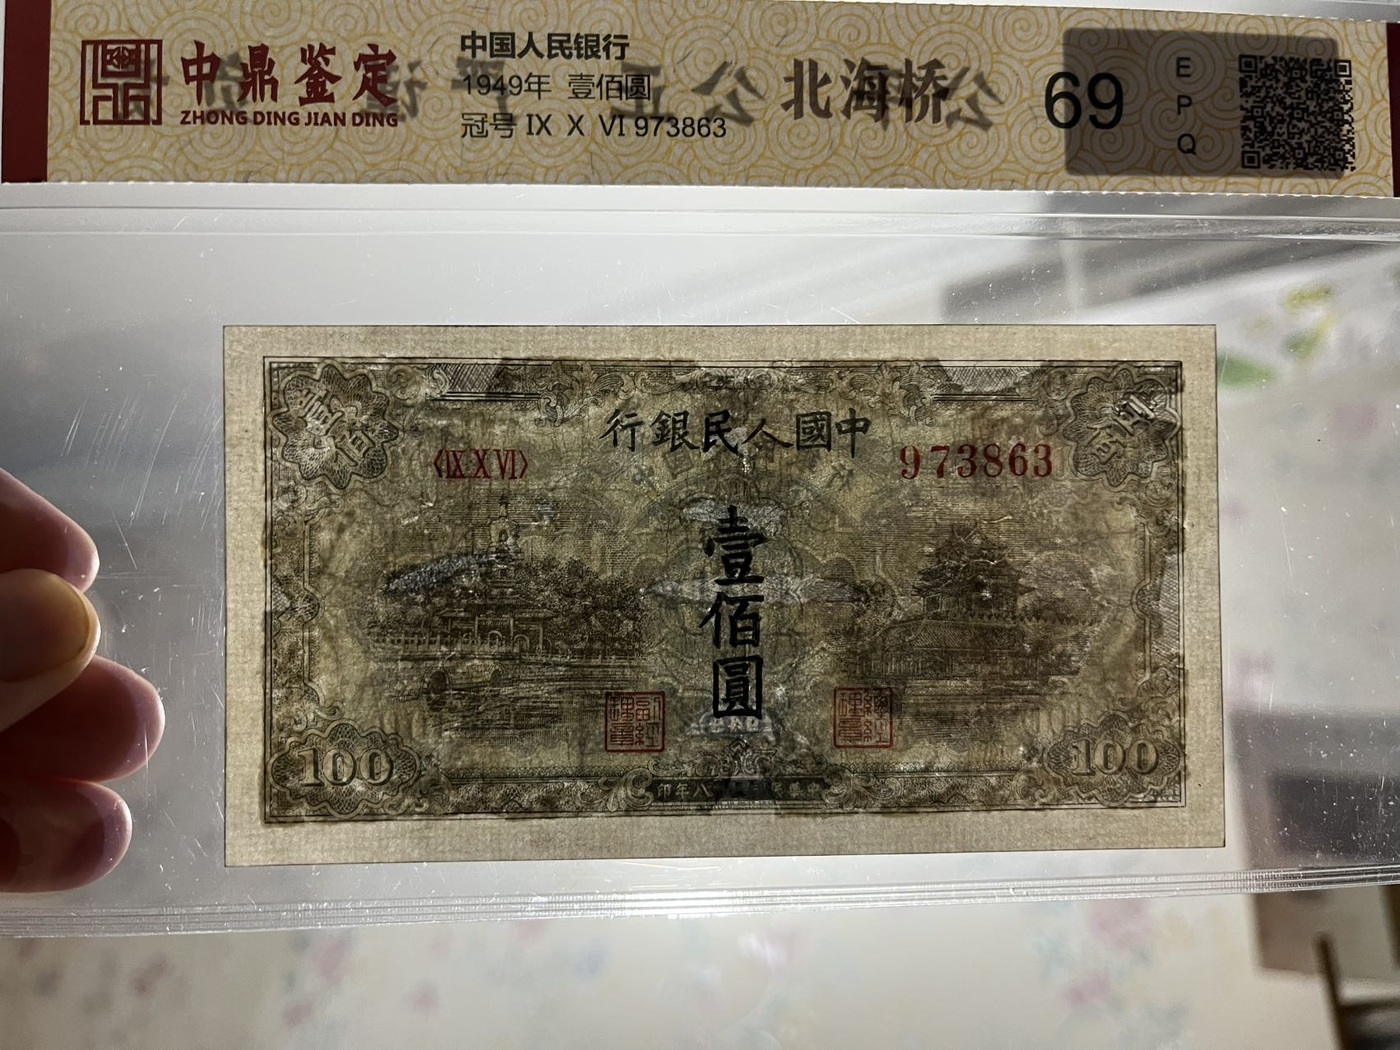 中鼎鉴定
ZHONG DING JIAN DING
中国人民银行
1949年 壹佰圆
冠号 IX X VI 973863
北海桥
69
E
P
Q
行銀民人國中
〈IX X VI〉
973863
壹佰圓
100
100